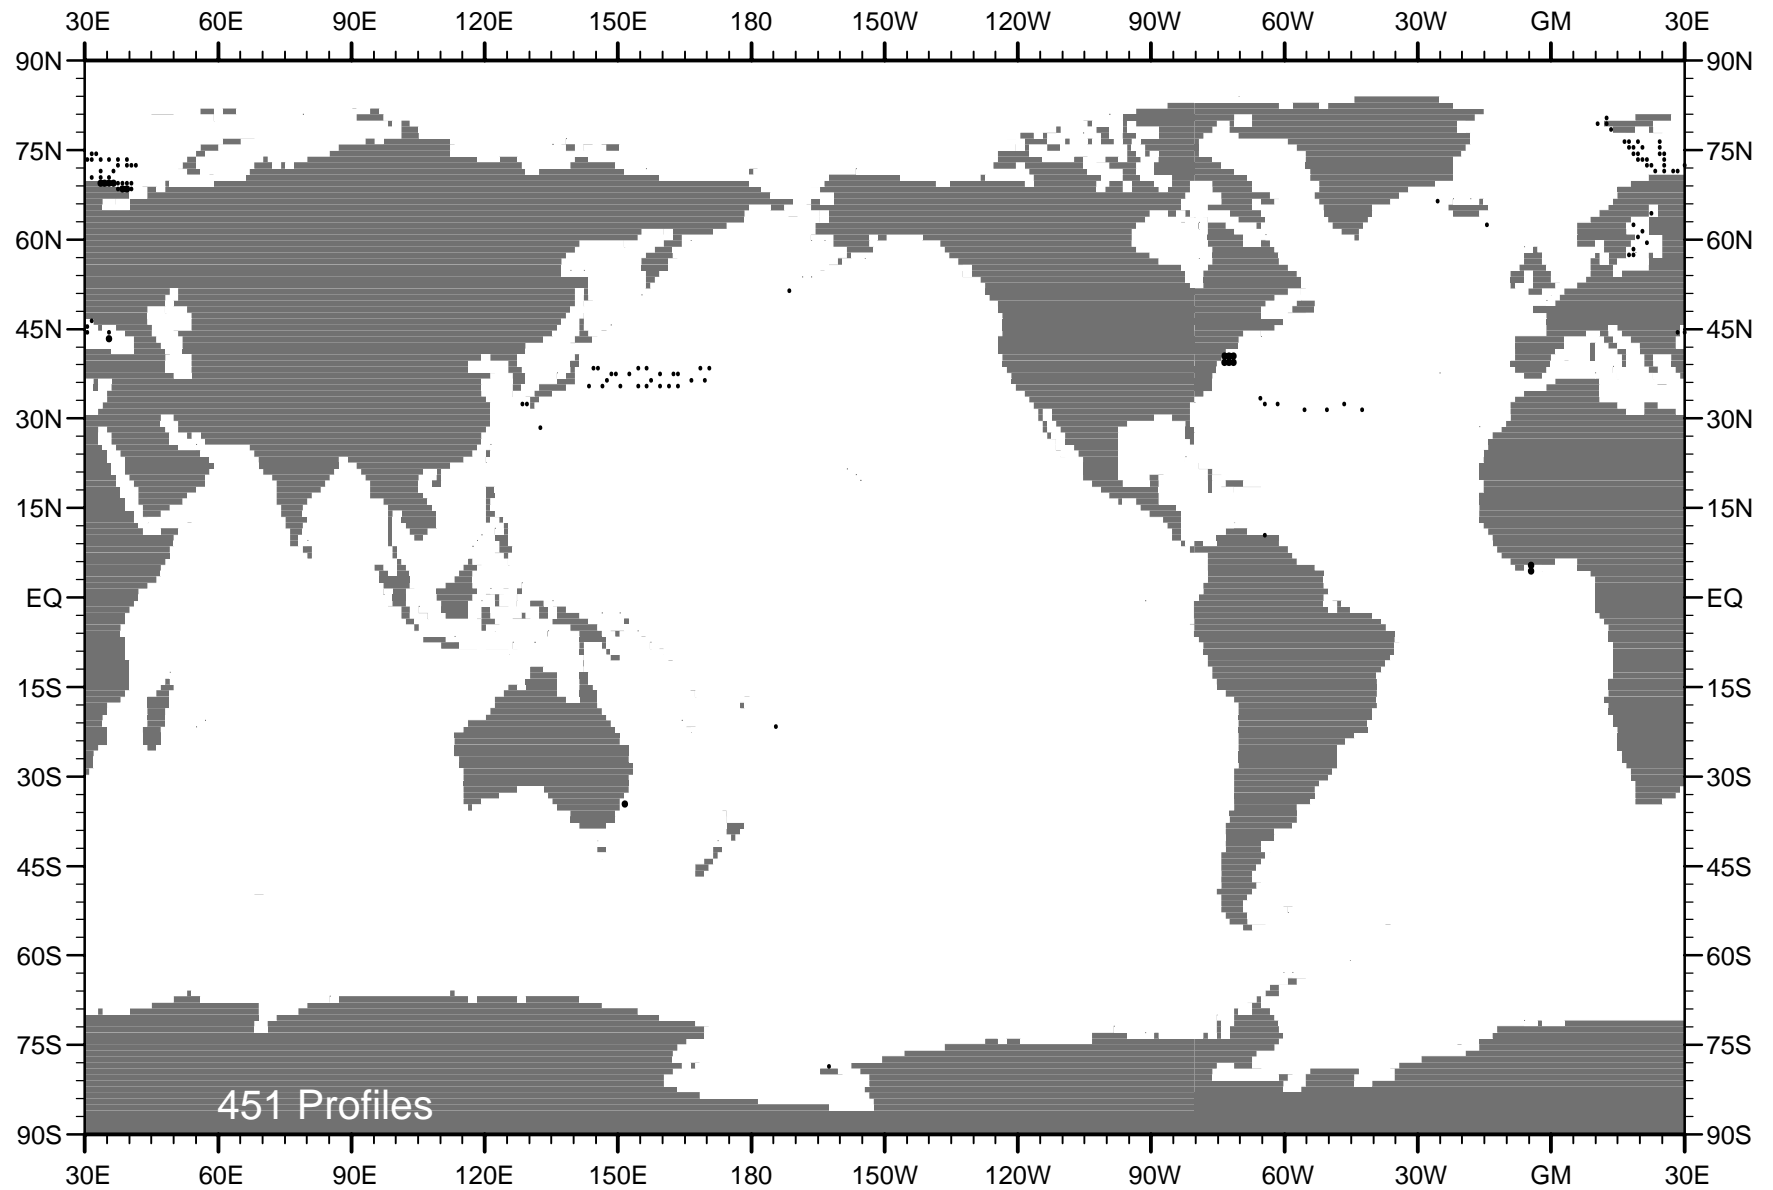 30E 60E 90E 120E 150E 180 150W 120W 90W 60W 30W GM 30E
90N 90N
75N 75N
60N 60N
45N 45N
30N 30N
15N 15N
EQ EQ
15S 15S
30S 30S
45S 45S
60S 60S
75S 75S
451 Profiles
90S 90S
30E 60E 90E 120E 150E 180 150W 120W 90W 60W 30W GM 30E